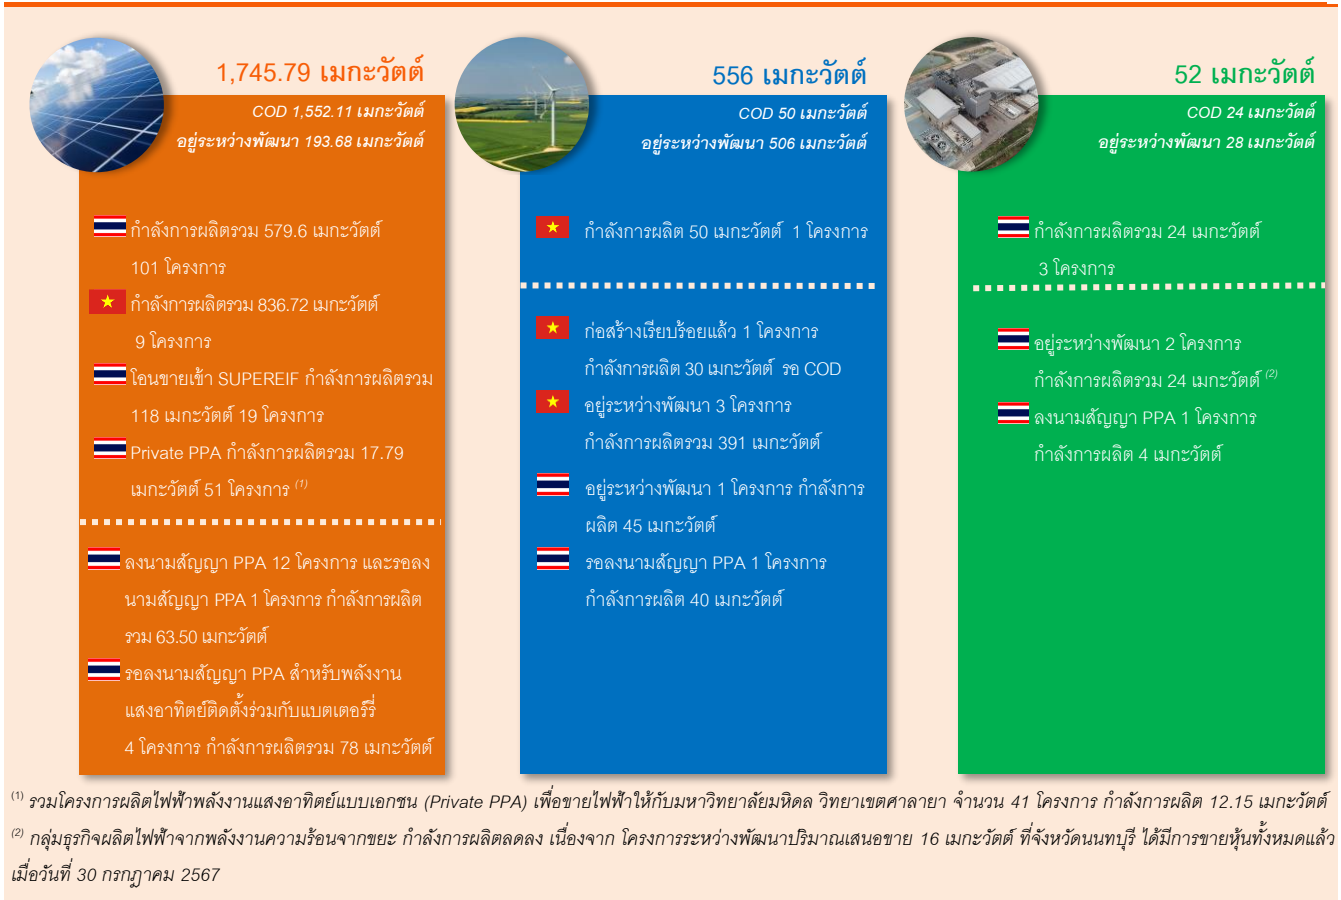 1,745.79 เมกะวัตต์
COD 1,552.11 เมกะวัตต์
อยู่ระหว่างพัฒนา 193.68 เมกะวัตต์
กำลังการผลิตรวม 579.6 เมกะวัตต์
101 โครงการ
กำลังการผลิตรวม 836.72 เมกะวัตต์
9 โครงการ
โอนขายเข้า SUPEREIF กำลังการผลิตรวม
118 เมกะวัตต์ 19 โครงการ
Private PPA กำลังการผลิตรวม 17.79
เมกะวัตต์ 51 โครงการ (1)
ลงนามสัญญา PPA 12 โครงการ และรอลง
นามสัญญา PPA 1 โครงการ กำลังการผลิต
รวม 63.50 เมกะวัตต์
รอลงนามสัญญา PPA สำหรับพลังงาน
แสงอาทิตย์ติดตั้งร่วมกับแบตเตอร์รี่
4 โครงการ กำลังการผลิตรวม 78 เมกะวัตต์
556 เมกะวัตต์
COD 50 เมกะวัตต์
อยู่ระหว่างพัฒนา 506 เมกะวัตต์
กำลังการผลิต 50 เมกะวัตต์ 1 โครงการ
ก่อสร้างเรียบร้อยแล้ว 1 โครงการ
กำลังการผลิต 30 เมกะวัตต์ รอ COD
อยู่ระหว่างพัฒนา 3 โครงการ
กำลังการผลิตรวม 391 เมกะวัตต์
อยู่ระหว่างพัฒนา 1 โครงการ กำลังการ
ผลิต 45 เมกะวัตต์
รอลงนามสัญญา PPA 1 โครงการ
กำลังการผลิต 40 เมกะวัตต์
52 เมกะวัตต์
COD 24 เมกะวัตต์
อยู่ระหว่างพัฒนา 28 เมกะวัตต์
กำลังการผลิตรวม 24 เมกะวัตต์
3 โครงการ
อยู่ระหว่างพัฒนา 2 โครงการ
กำลังการผลิตรวม 24 เมกะวัตต์ (2)
ลงนามสัญญา PPA 1 โครงการ
กำลังการผลิต 4 เมกะวัตต์
(1) รวมโครงการผลิตไฟฟ้าพลังงานแสงอาทิตย์แบบเอกชน (Private PPA) เพื่อขายไฟฟ้าให้กับมหาวิทยาลัยมหิดล วิทยาเขตศาลายา จำนวน 41 โครงการ กำลังการผลิต 12.15 เมกะวัตต์
(2) กลุ่มธุรกิจผลิตไฟฟ้าจากพลังงานความร้อนจากขยะ กำลังการผลิตลดลง เนื่องจาก โครงการระหว่างพัฒนาปริมาณเสนอขาย 16 เมกะวัตต์ ที่จังหวัดนนทบุรี ได้มีการขายหุ้นทั้งหมดแล้ว
เมื่อวันที่ 30 กรกฎาคม 2567